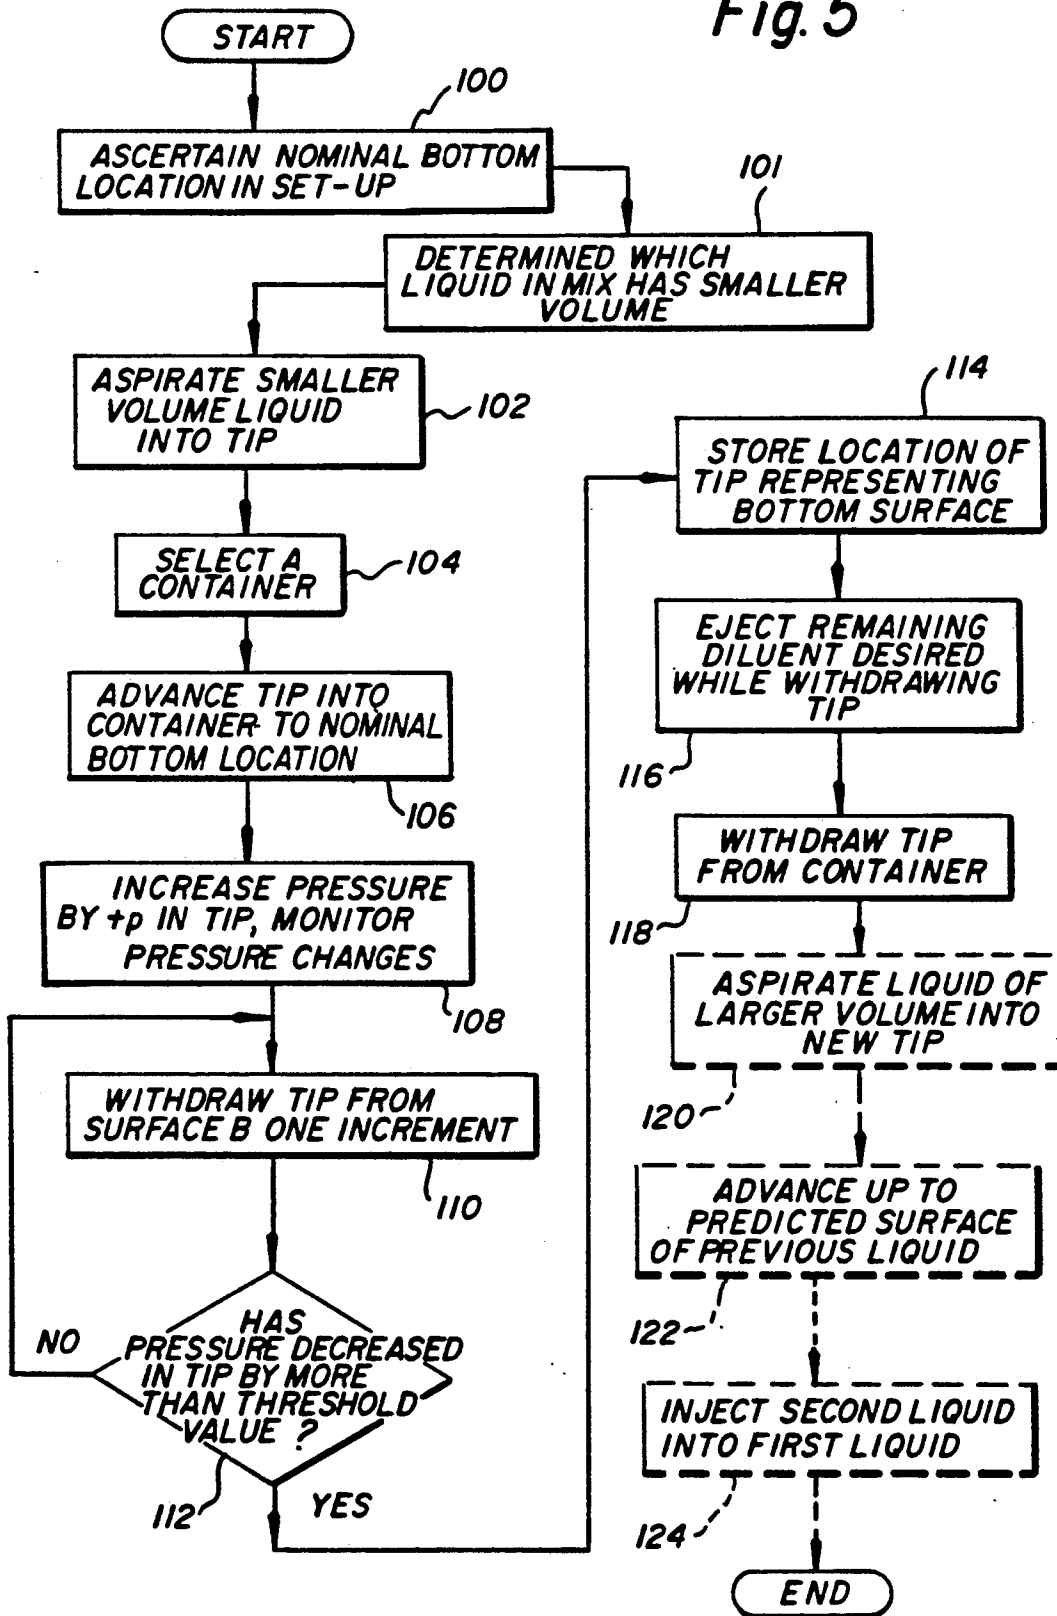 Fig. 5
START
100
ASCERTAIN NOMINAL BOTTOM
LOCATION IN SET-UP
101
DETERMINED WHICH
LIQUID IN MIX HAS SMALLER
VOLUME
ASPIRATE SMALLER
VOLUME LIQUID
INTO TIP
102
SELECT A
CONTAINER
104
ADVANCE TIP INTO
CONTAINER TO NOMINAL
BOTTOM LOCATION
106
INCREASE PRESSURE
BY +p IN TIP, MONITOR
PRESSURE CHANGES
108
WITHDRAW TIP FROM
SURFACE B ONE INCREMENT
110
HAS
PRESSURE DECREASED
IN TIP BY MORE
THAN THRESHOLD
VALUE ?
NO
112
YES
114
STORE LOCATION OF
TIP REPRESENTING
BOTTOM SURFACE
EJECT REMAINING
DILUENT DESIRED
WHILE WITHDRAWING
TIP
116
WITHDRAW TIP
FROM CONTAINER
118
ASPIRATE LIQUID OF
LARGER VOLUME INTO
NEW TIP
120
ADVANCE UP TO
PREDICTED SURFACE
OF PREVIOUS LIQUID
122
INJECT SECOND LIQUID
INTO FIRST LIQUID
124
END